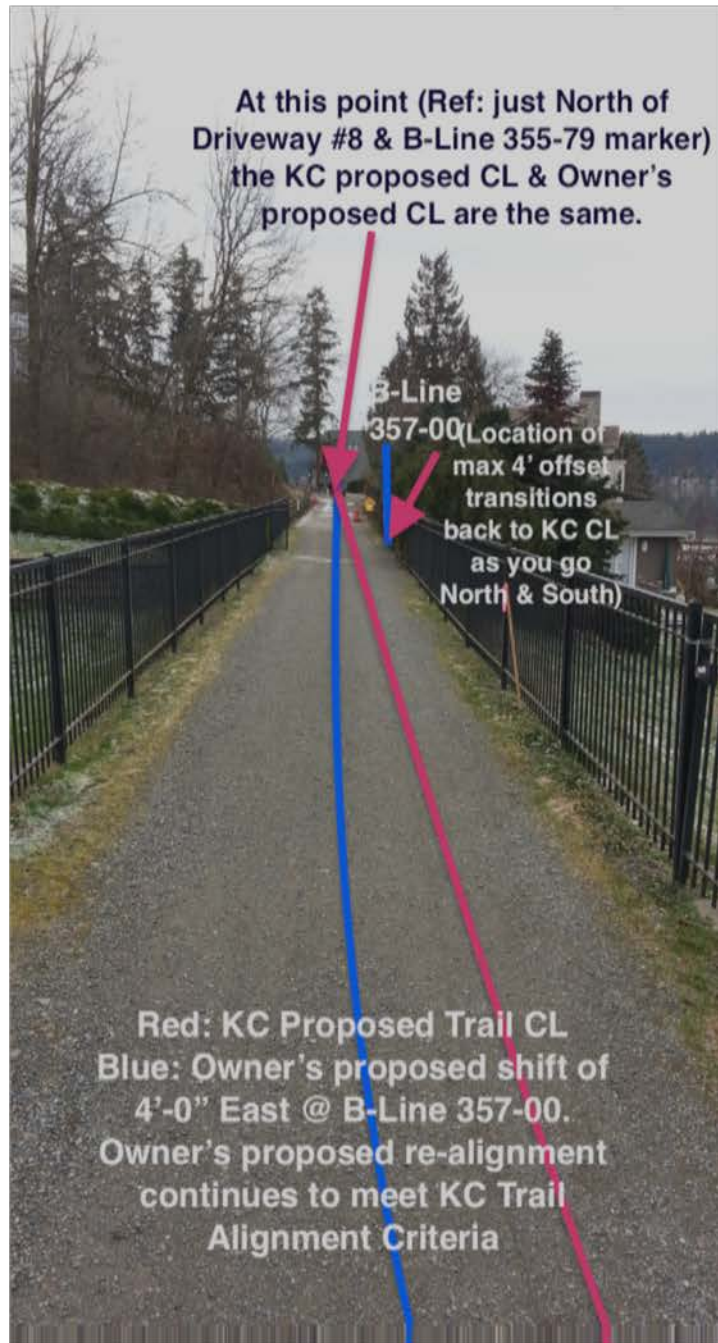 At this point (Ref: just North of
Driveway #8 & B-Line 355-79 marker)
the KC proposed CL & Owner's
proposed CL are the same.
B-Line
357-00
(Location of
max 4' offset
transitions
back to KC CL
as you go
North & South)
Red: KC Proposed Trail CL
Blue: Owner's proposed shift of
4'-0” East @ B-Line 357-00.
Owner's proposed re-alignment
continues to meet KC Trail
Alignment Criteria